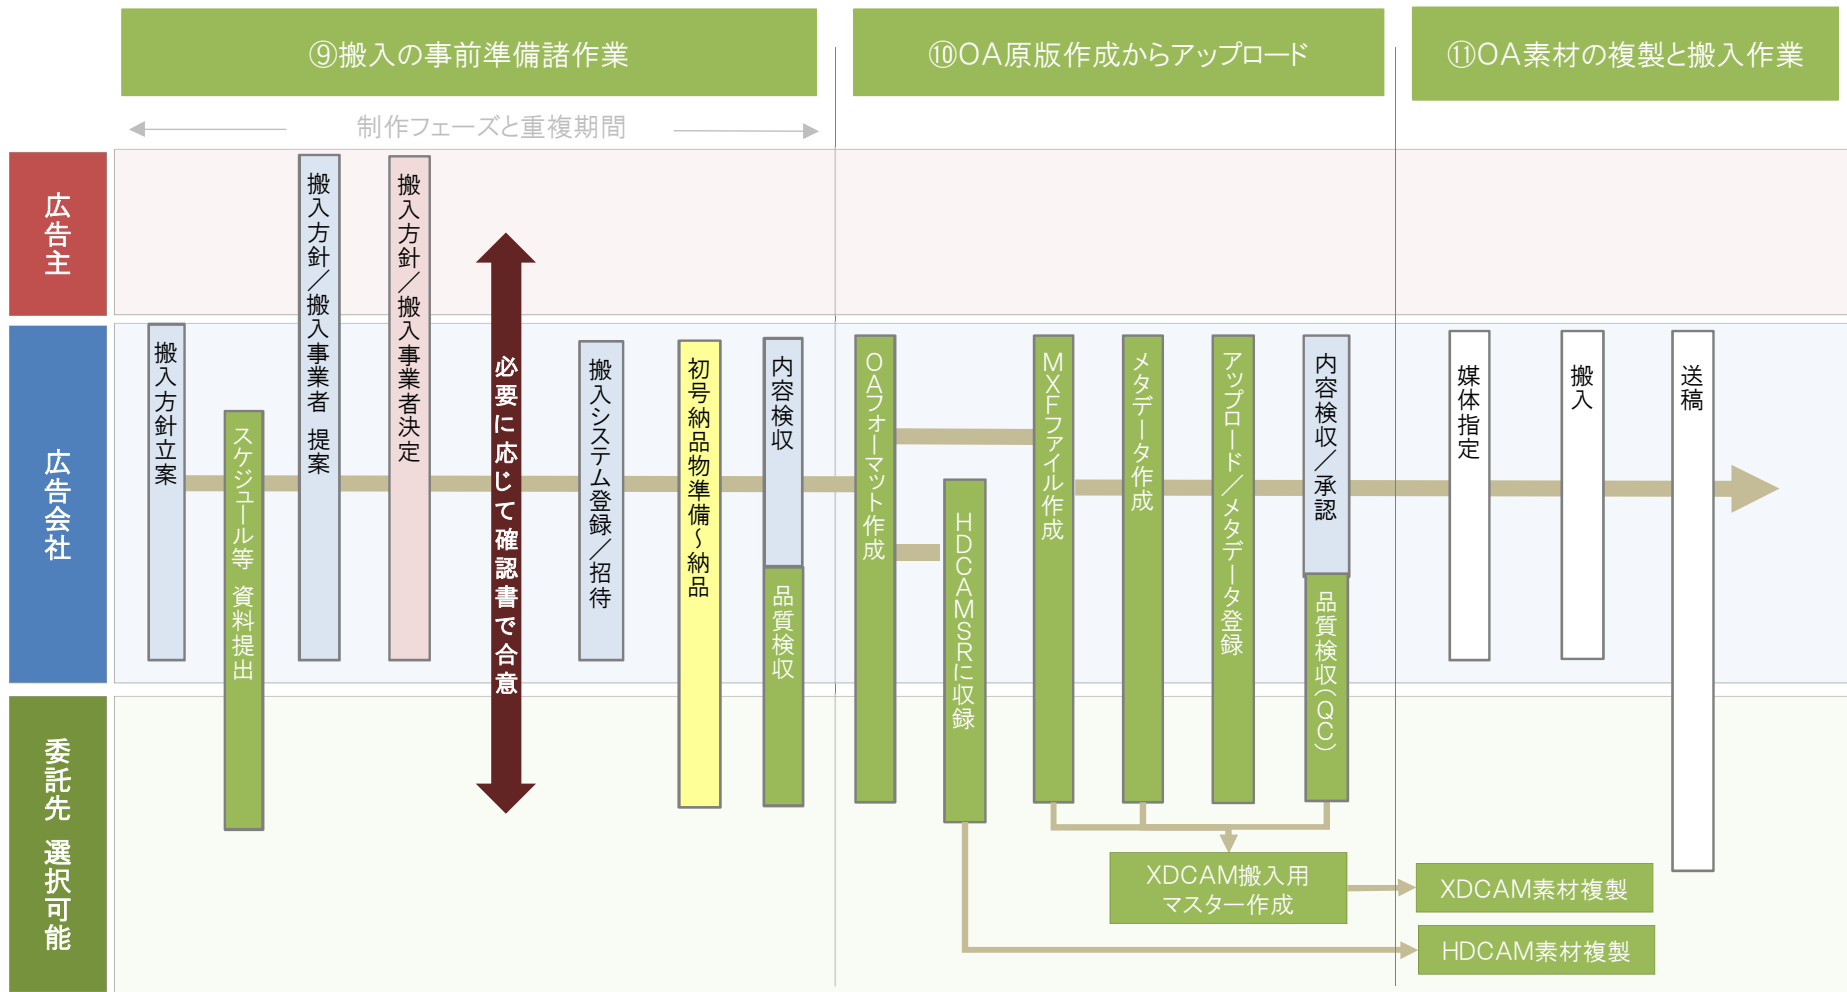 ⑨搬入の事前準備諸作業
⑩OA原版作成からアップロード
⑪OA素材の複製と搬入作業
制作フェーズと重複期間
広告主
広告会社
委託先 選択可能
搬入方針立案
スケジュール等 資料提出
搬入方針／搬入事業者 提案
搬入方針／搬入事業者決定
必要に応じて確認書で合意
搬入システム登録／招待
初号納品物準備～納品
内容検収
品質検収
OAフォーマット作成
HDCAMSRに収録
MXFファイル作成
メタデータ作成
アップロード／メタデータ登録
内容検収／承認
品質検収(QC)
媒体指定
搬入
送稿
XDCAM搬入用
マスター作成
XDCAM素材複製
HDCAM素材複製